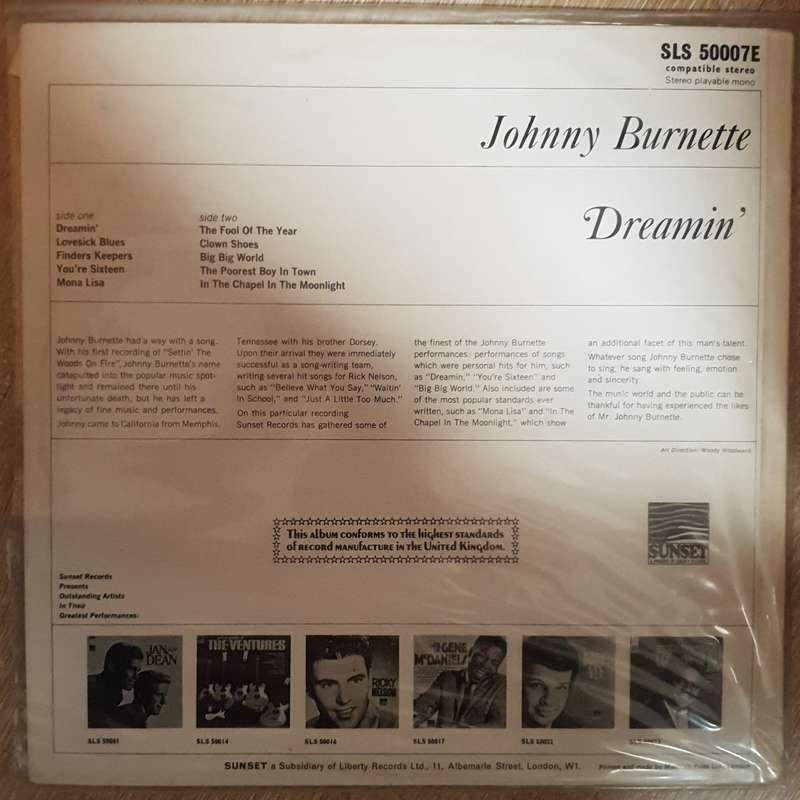 SLS 50007E
compatible stereo
Stereo playable mono
Johnny Burnette
Dreamin'
side one
Dreamin'
Lovesick Blues
Finders Keepers
You're Sixteen
Mona Lisa
side two
The Fool Of The Year
Clown Shoes
Big Big World
The Poorest Boy In Town
In The Chapel In The Moonlight
Johnny Burnette had a way with a song.
With his first recording of "Settin' The
Woods On Fire", Johnny Burnette's name
catapulted into the popular music spot-
light and remained there until his
unfortunate death, but he has left a
legacy of fine music and performances.
Johnny came to California from Memphis,
Tennessee with his brother Dorsey.
Upon their arrival they were immediately
successful as a song-writing team,
writing several hit songs for Rick Nelson,
such as "Believe What You Say," "Waitin'
In School," and "Just A Little Too Much."
On this particular recording
Sunset Records has gathered some of
the finest of the Johnny Burnette
performances: performances of songs
which were personal hits for him, such
as "Dreamin," "You're Sixteen" and
"Big Big World." Also included are some
of the most popular standards ever
written, such as "Mona Lisa" and "In The
Chapel In The Moonlight," which show
an additional facet of this man's talent.
Whatever song Johnny Burnette chose
to sing, he sang with feeling, emotion
and sincerity
The music world and the public can be
thankful for having experienced the likes
of Mr. Johnny Burnette.
Art Direction: Woody Woodward
This album conforms to the highest standards
of record manufacture in the United Kingdom.
SUNSET
Sunset Records
Presents
Outstanding Artists
In Their
Greatest Performances:
JAN
DEAN
THE VENTURES
RICKY
NELSON
GENE
McDANIELS
SLS 50014
SLS 50016
SLS 50017
SLS 50022
SUNSET a Subsidiary of Liberty Records Ltd., 11, Albemarle Street, London, W1.
Printed and made by